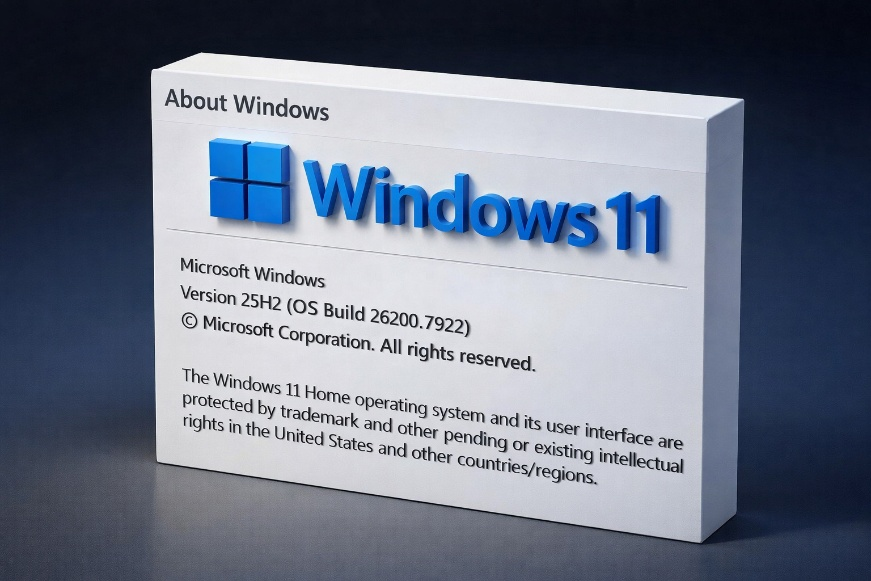 About Windows
Windows 11
Microsoft Windows
Version 25H2 (OS Build 26200.7922)
© Microsoft Corporation. All rights reserved.
The Windows 11 Home operating system and its user interface are
protected by trademark and other pending or existing intellectual
rights in the United States and other countries/regions.